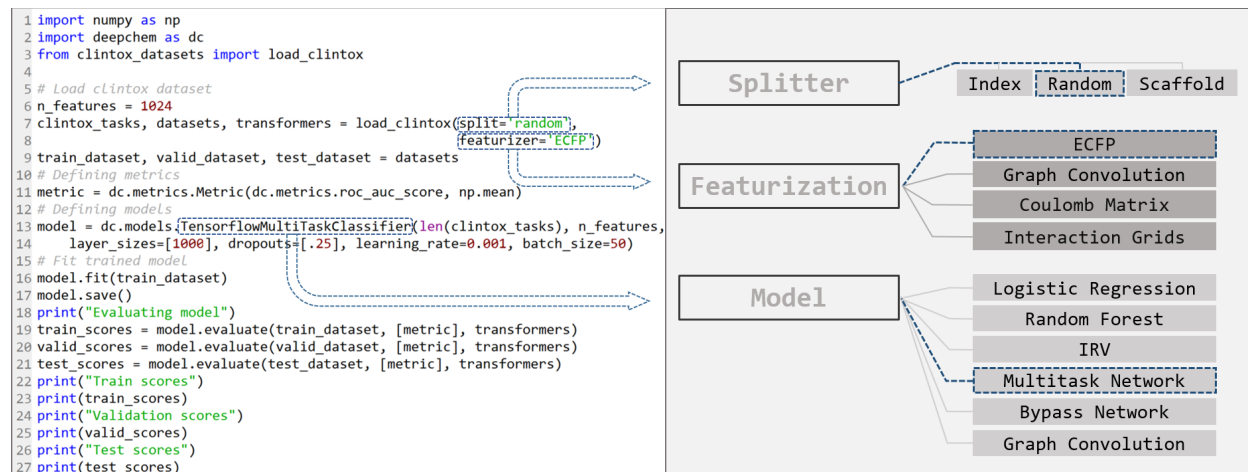 1 import numpy as np
2 import deepchem as dc
3 from clintox_datasets import load_clintox
4
5 # Load clintox dataset
6 n_features = 1024
7 clintox_tasks, datasets, transformers = load_clintox(split='random',
8 featurizer='ECFP')
9 train_dataset, valid_dataset, test_dataset = datasets
10 # Defining metrics
11 metric = dc.metrics.Metric(dc.metrics.roc_auc_score, np.mean)
12 # Defining models
13 model = dc.models.TensorflowMultiTaskClassifier(len(clintox_tasks), n_features,
14 layer_sizes=[1000], dropouts=[.25], learning_rate=0.001, batch_size=50)
15 # Fit trained model
16 model.fit(train_dataset)
17 model.save()
18 print("Evaluating model")
19 train_scores = model.evaluate(train_dataset, [metric], transformers)
20 valid_scores = model.evaluate(valid_dataset, [metric], transformers)
21 test_scores = model.evaluate(test_dataset, [metric], transformers)
22 print("Train scores")
23 print(train_scores)
24 print("Validation scores")
25 print(valid_scores)
26 print("Test scores")
27 print(test_scores)
Splitter
Index Random Scaffold
Featurization
ECFP
Graph Convolution
Coulomb Matrix
Interaction Grids
Model
Logistic Regression
Random Forest
IRV
Multitask Network
Bypass Network
Graph Convolution